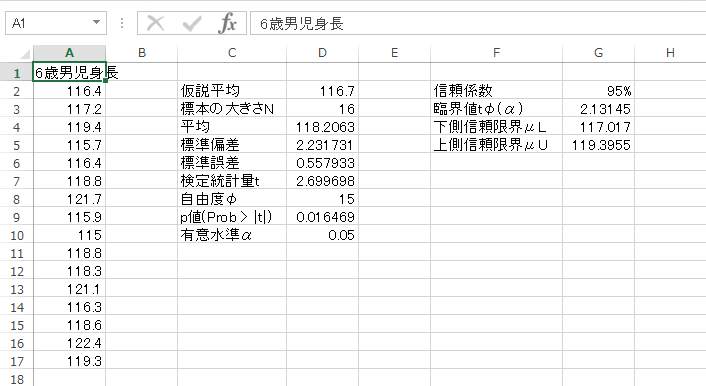 A1 fx 6歳男児身長
A B C D E F G H
1 6歳男児身長
2 116.4 仮説平均 116.7 信頼係数 95%
3 117.2 標本の大きさN 16 臨界値tφ(α) 2.13145
4 119.4 平均 118.2063 下側信頼限界μL 117.017
5 115.7 標準偏差 2.231731 上側信頼限界μU 119.3955
6 116.4 標準誤差 0.557933
7 118.8 検定統計量t 2.699698
8 121.7 自由度φ 15
9 115.9 p値(Prob > |t|) 0.016469
10 115 有意水準α 0.05
11 118.8
12 118.3
13 121.1
14 116.3
15 118.6
16 122.4
17 119.3
18